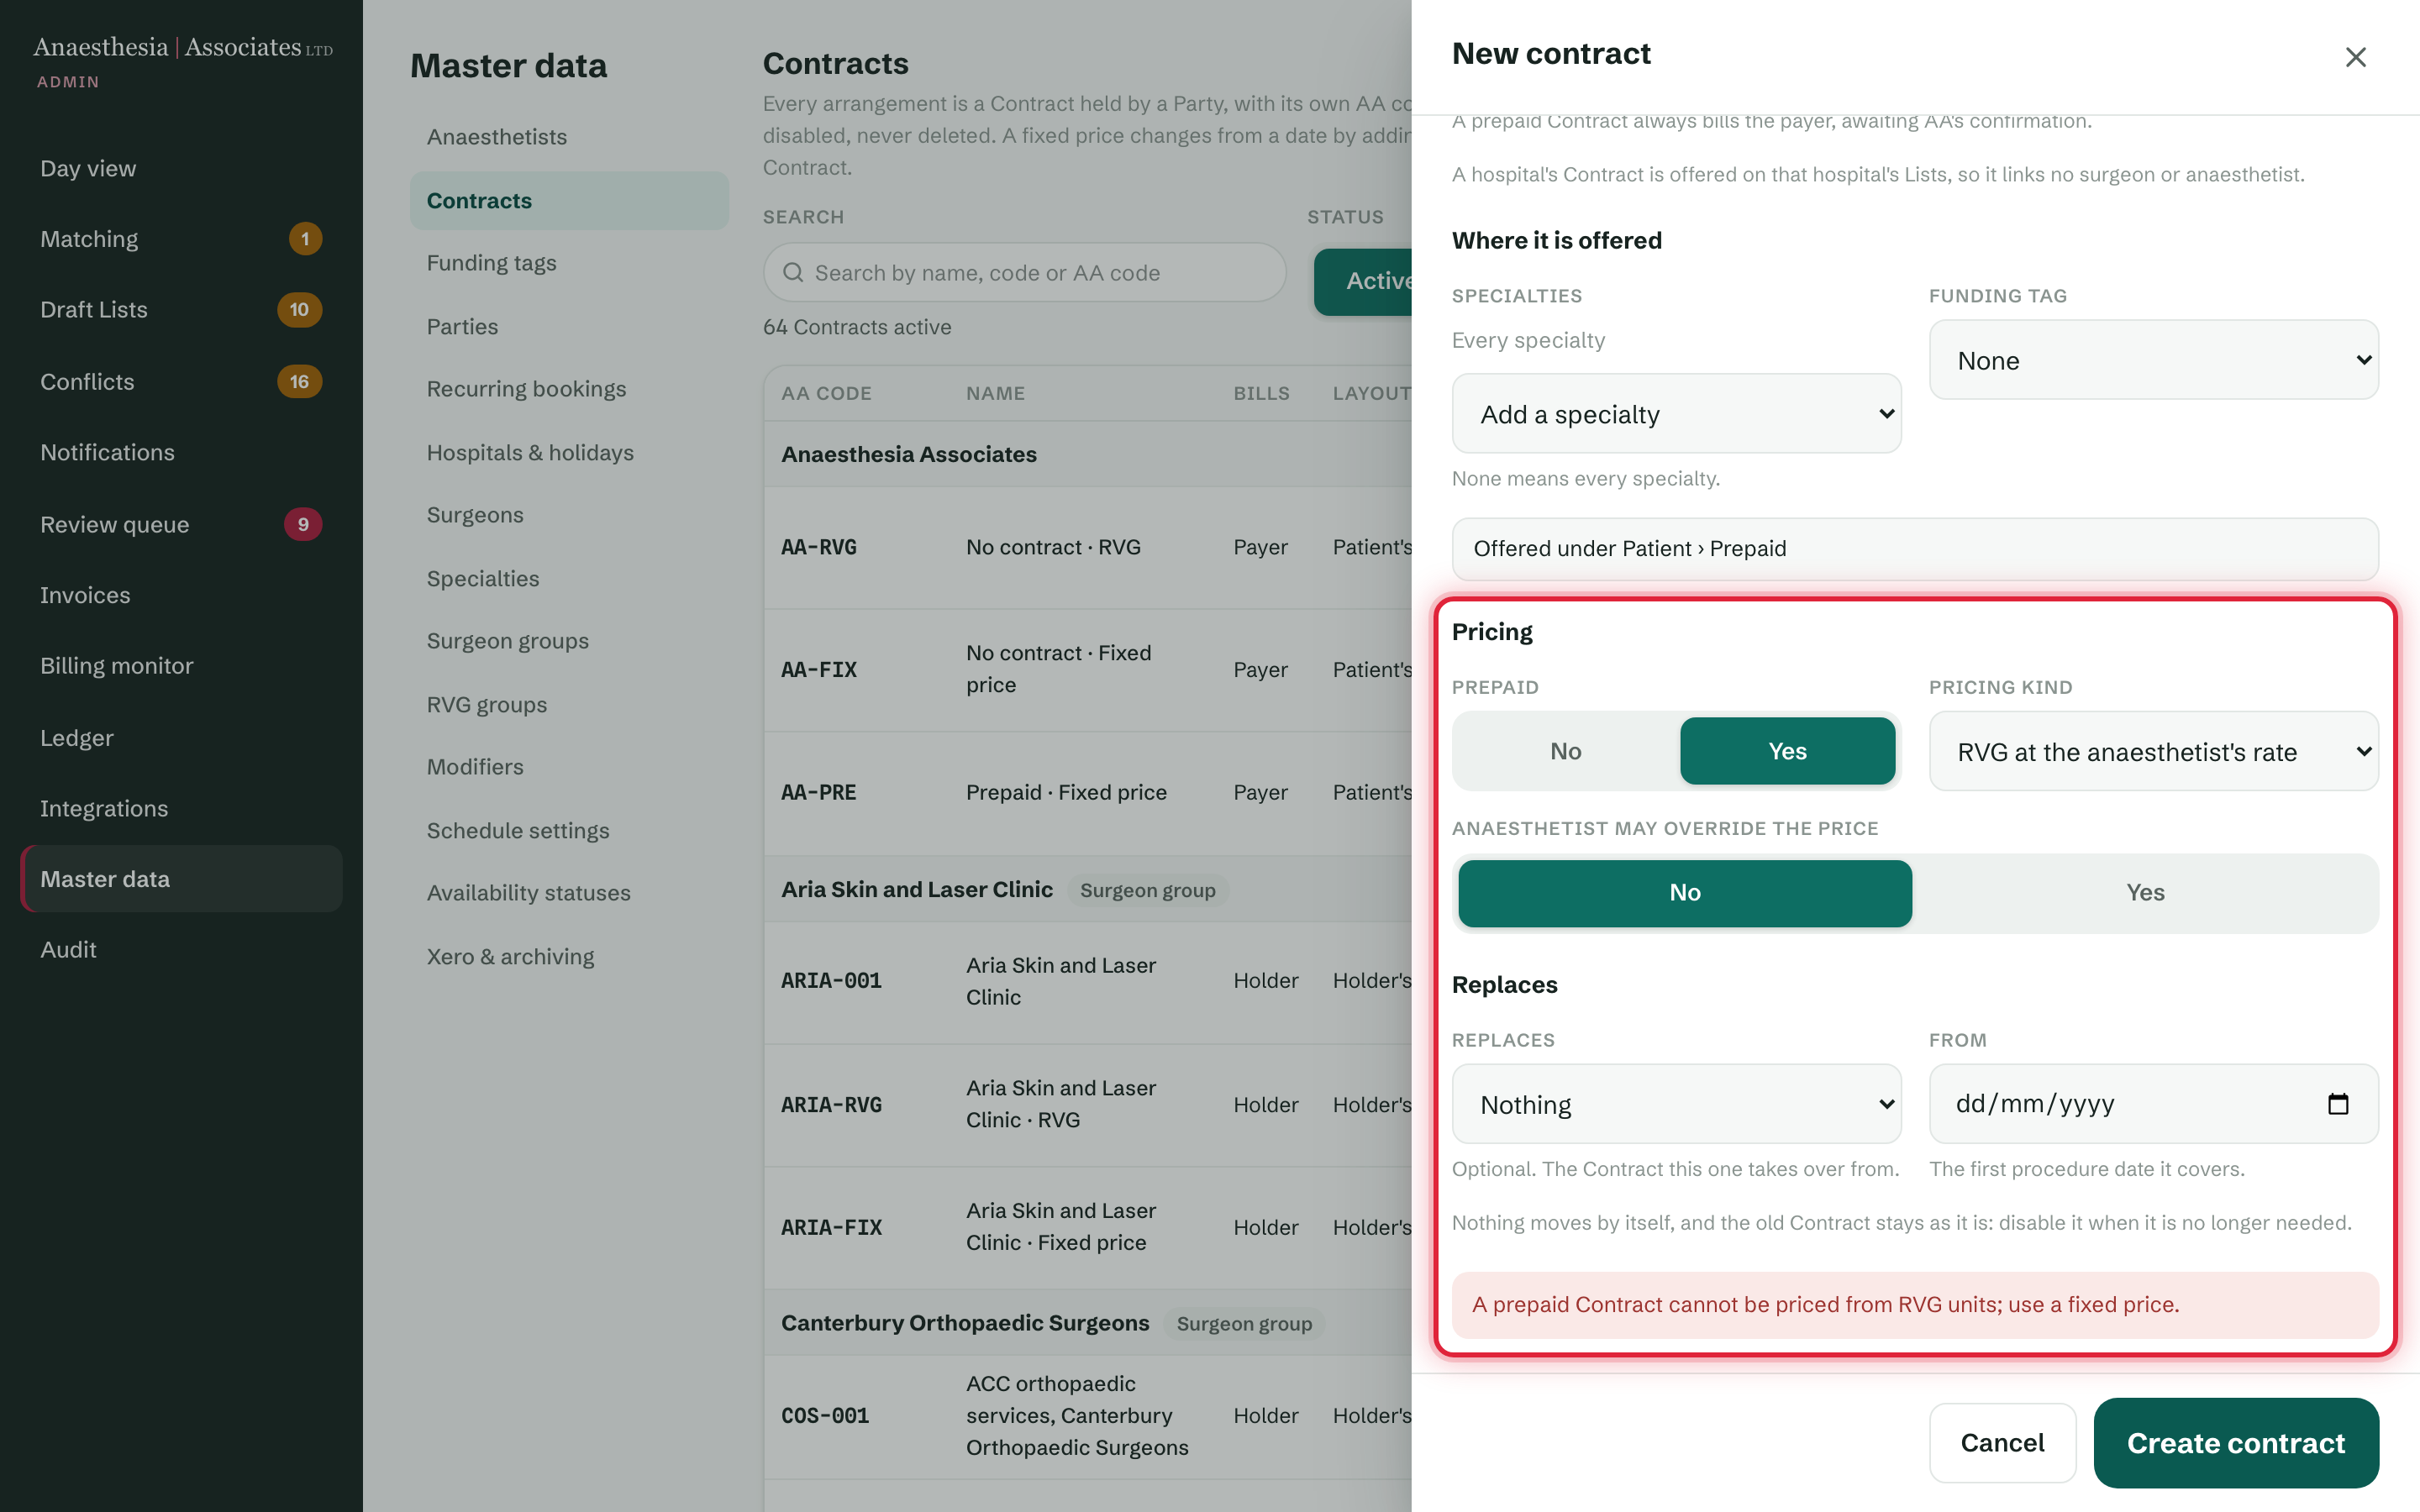 Anaesthesia | Associates LTD
ADMIN
Day view
Matching 1
Draft Lists 10
Conflicts 16
Notifications
Review queue 9
Invoices
Billing monitor
Ledger
Integrations
Master data
Audit
Master data
Anaesthetists
Contracts
Funding tags
Parties
Recurring bookings
Hospitals & holidays
Surgeons
Specialties
Surgeon groups
RVG groups
Modifiers
Schedule settings
Availability statuses
Xero & archiving
Contracts
Every arrangement is a Contract held by a Party, with its own AA co
disabled, never deleted. A fixed price changes from a date by addin
Contract.
SEARCH STATUS
Search by name, code or AA code Active
64 Contracts active
AA CODE NAME BILLS LAYOUT
Anaesthesia Associates
AA-RVG No contract · RVG Payer Patient's
AA-FIX No contract · Fixed
price Payer Patient's
AA-PRE Prepaid · Fixed price Payer Patient's
Aria Skin and Laser Clinic Surgeon group
ARIA-001 Aria Skin and Laser
Clinic Holder Holder's
ARIA-RVG Aria Skin and Laser
Clinic · RVG Holder Holder's
ARIA-FIX Aria Skin and Laser
Clinic · Fixed price Holder Holder's
Canterbury Orthopaedic Surgeons Surgeon group
COS-001 ACC orthopaedic
services, Canterbury
Orthopaedic Surgeons Holder Holder's
New contract
A prepaid Contract always bills the payer, awaiting AA's confirmation.
A hospital's Contract is offered on that hospital's Lists, so it links no surgeon or anaesthetist.
Where it is offered
SPECIALTIES FUNDING TAG
Every specialty
None
Add a specialty
None means every specialty.
Offered under Patient › Prepaid
Pricing
PREPAID PRICING KIND
No Yes RVG at the anaesthetist's rate
ANAESTHETIST MAY OVERRIDE THE PRICE
No Yes
Replaces
REPLACES FROM
Nothing dd/mm/yyyy
Optional. The Contract this one takes over from. The first procedure date it covers.
Nothing moves by itself, and the old Contract stays as it is: disable it when it is no longer needed.
A prepaid Contract cannot be priced from RVG units; use a fixed price.
Cancel Create contract